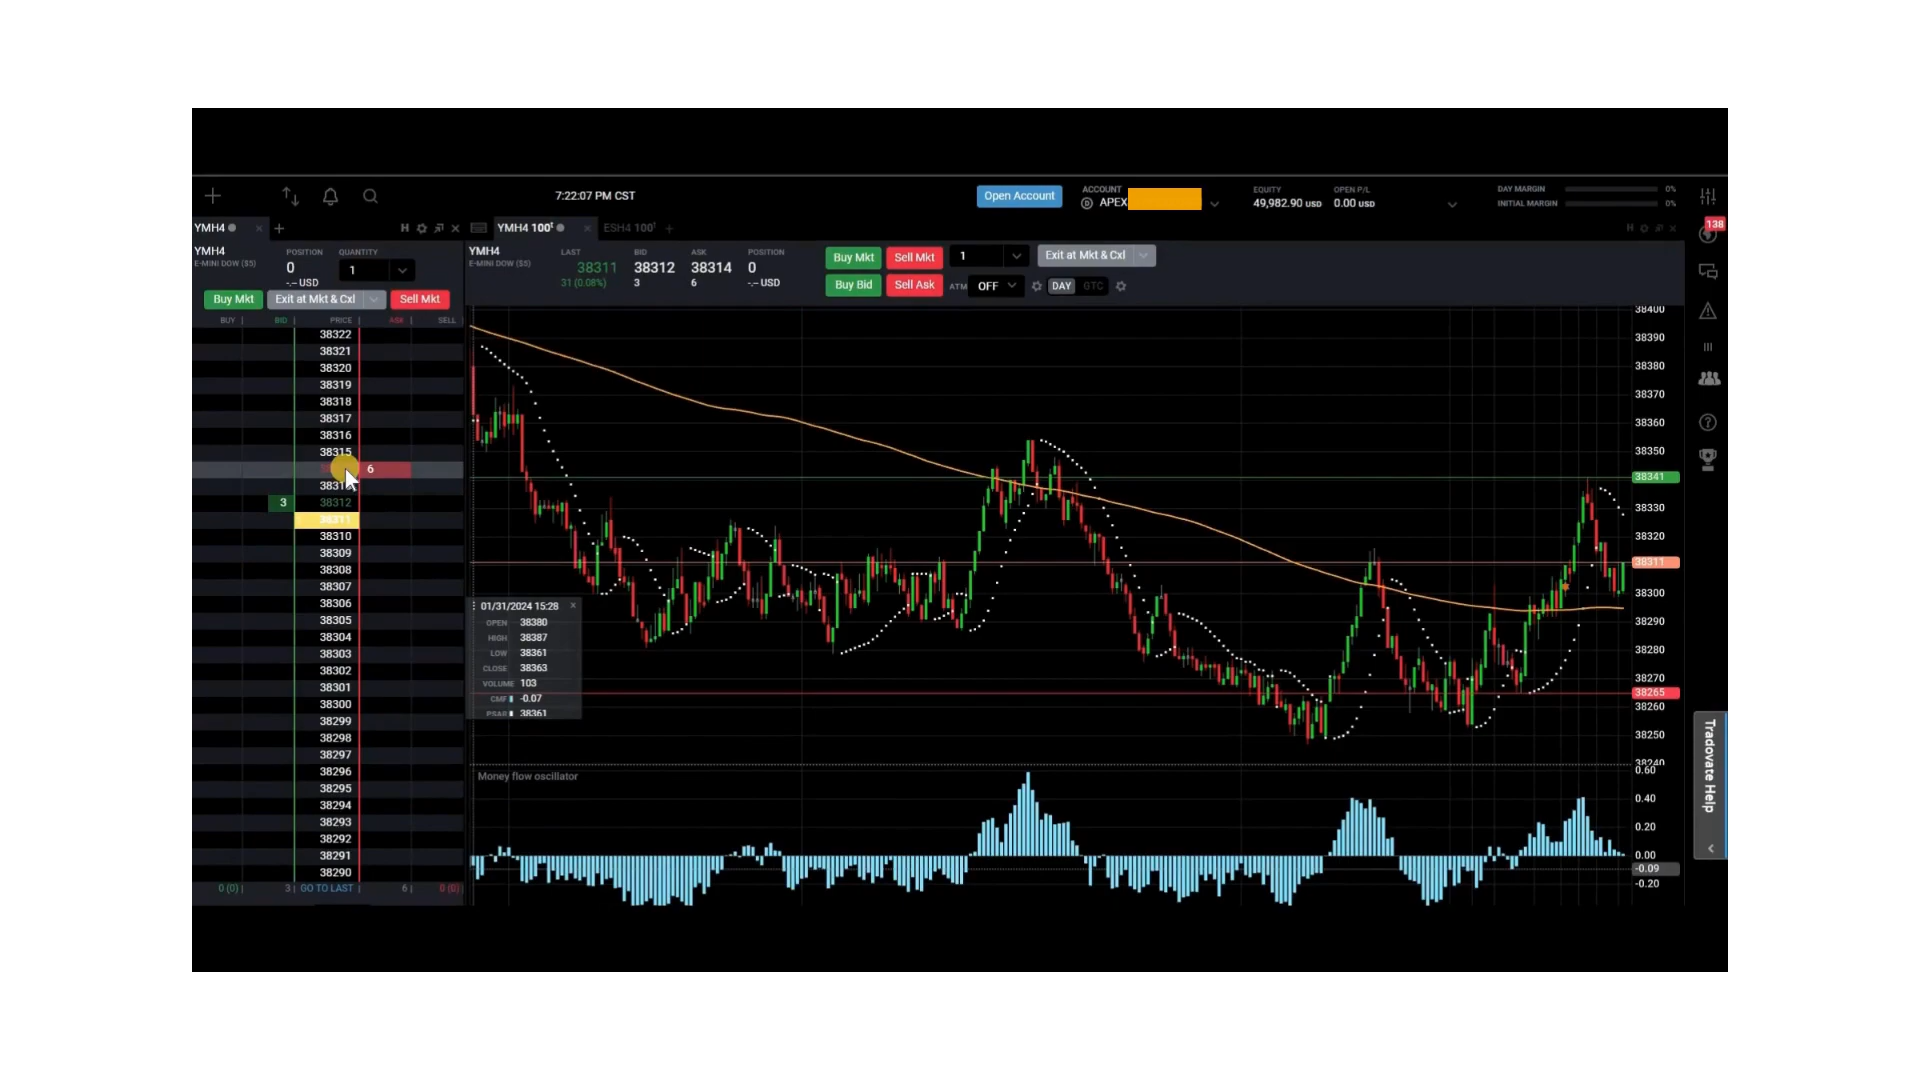 7:22:07 PM CST
Open Account
ACCOUNT
APEX
EQUITY
49,982.90 USD
OPEN P/L
0.00 USD
DAY MARGIN 0%
INITIAL MARGIN 0%
138
YMH4
H
YMH4 100t
ESH4 100t
H
YMH4
E-MINI DOW ($5)
POSITION
0
-.-- USD
QUANTITY
1
Buy Mkt
Exit at Mkt & Cxl
Sell Mkt
BUY BID PRICE ASK SELL
38322
38321
38320
38319
38318
38317
38316
38315
6
3 38312
38311
38310
38309
38308
38307
38306
38305
38304
38303
38302
38301
38300
38299
38298
38297
38296
38295
38294
38293
38292
38291
38290
0 (0) 3 GO TO LAST 6 0 (0)
YMH4
E-MINI DOW ($5)
LAST
38311
31 (0.08%)
BID
38312
3
ASK
38314
6
POSITION
0
-.-- USD
Buy Mkt
Sell Mkt
1
Exit at Mkt & Cxl
Buy Bid
Sell Ask
ATM OFF
DAY
GTC
38400
38390
38380
38370
38360
38350
38341
38330
38320
38311
38300
38290
38280
38270
38265
38260
38250
38240
01/31/2024 15:28
OPEN 38380
HIGH 38387
LOW 38361
CLOSE 38363
VOLUME 103
CMF -0.07
PSAR 38361
Money flow oscillator
0.60
0.40
0.20
0.00
-0.09
-0.20
Tradovate Help